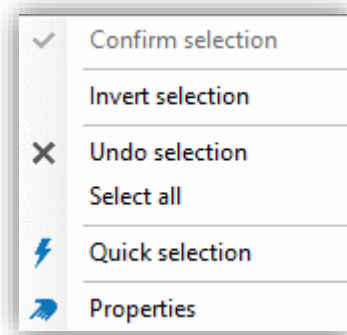 Confirm selection
Invert selection
Undo selection
Select all
Quick selection
Properties